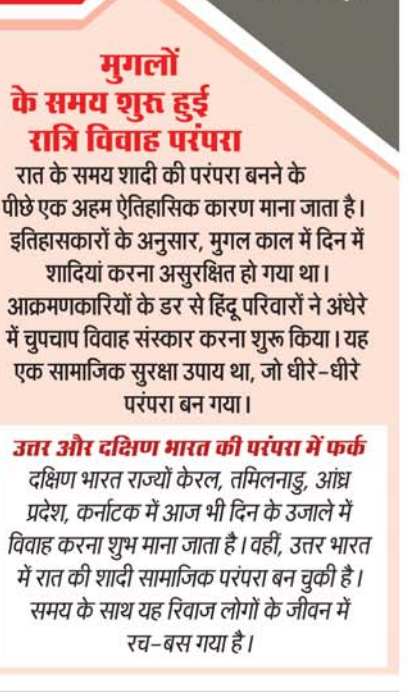 मुगलों
के समय शुरू हुई
रात्रि विवाह परंपरा
रात के समय शादी की परंपरा बनने के
पीछे एक अहम ऐतिहासिक कारण माना जाता है।
इतिहासकारों के अनुसार, मुगल काल में दिन में
शादियां करना असुरक्षित हो गया था।
आक्रमणकारियों के डर से हिंदू परिवारों ने अंधेरे
में चुपचाप विवाह संस्कार करना शुरू किया। यह
एक सामाजिक सुरक्षा उपाय था, जो धीरे-धीरे
परंपरा बन गया।
उत्तर और दक्षिण भारत की परंपरा में फर्क
दक्षिण भारत राज्यों केरल, तमिलनाडु, आंध्र
प्रदेश, कर्नाटक में आज भी दिन के उजाले में
विवाह करना शुभ माना जाता है। वहीं, उत्तर भारत
में रात की शादी सामाजिक परंपरा बन चुकी है।
समय के साथ यह रिवाज लोगों के जीवन में
रच-बस गया है।